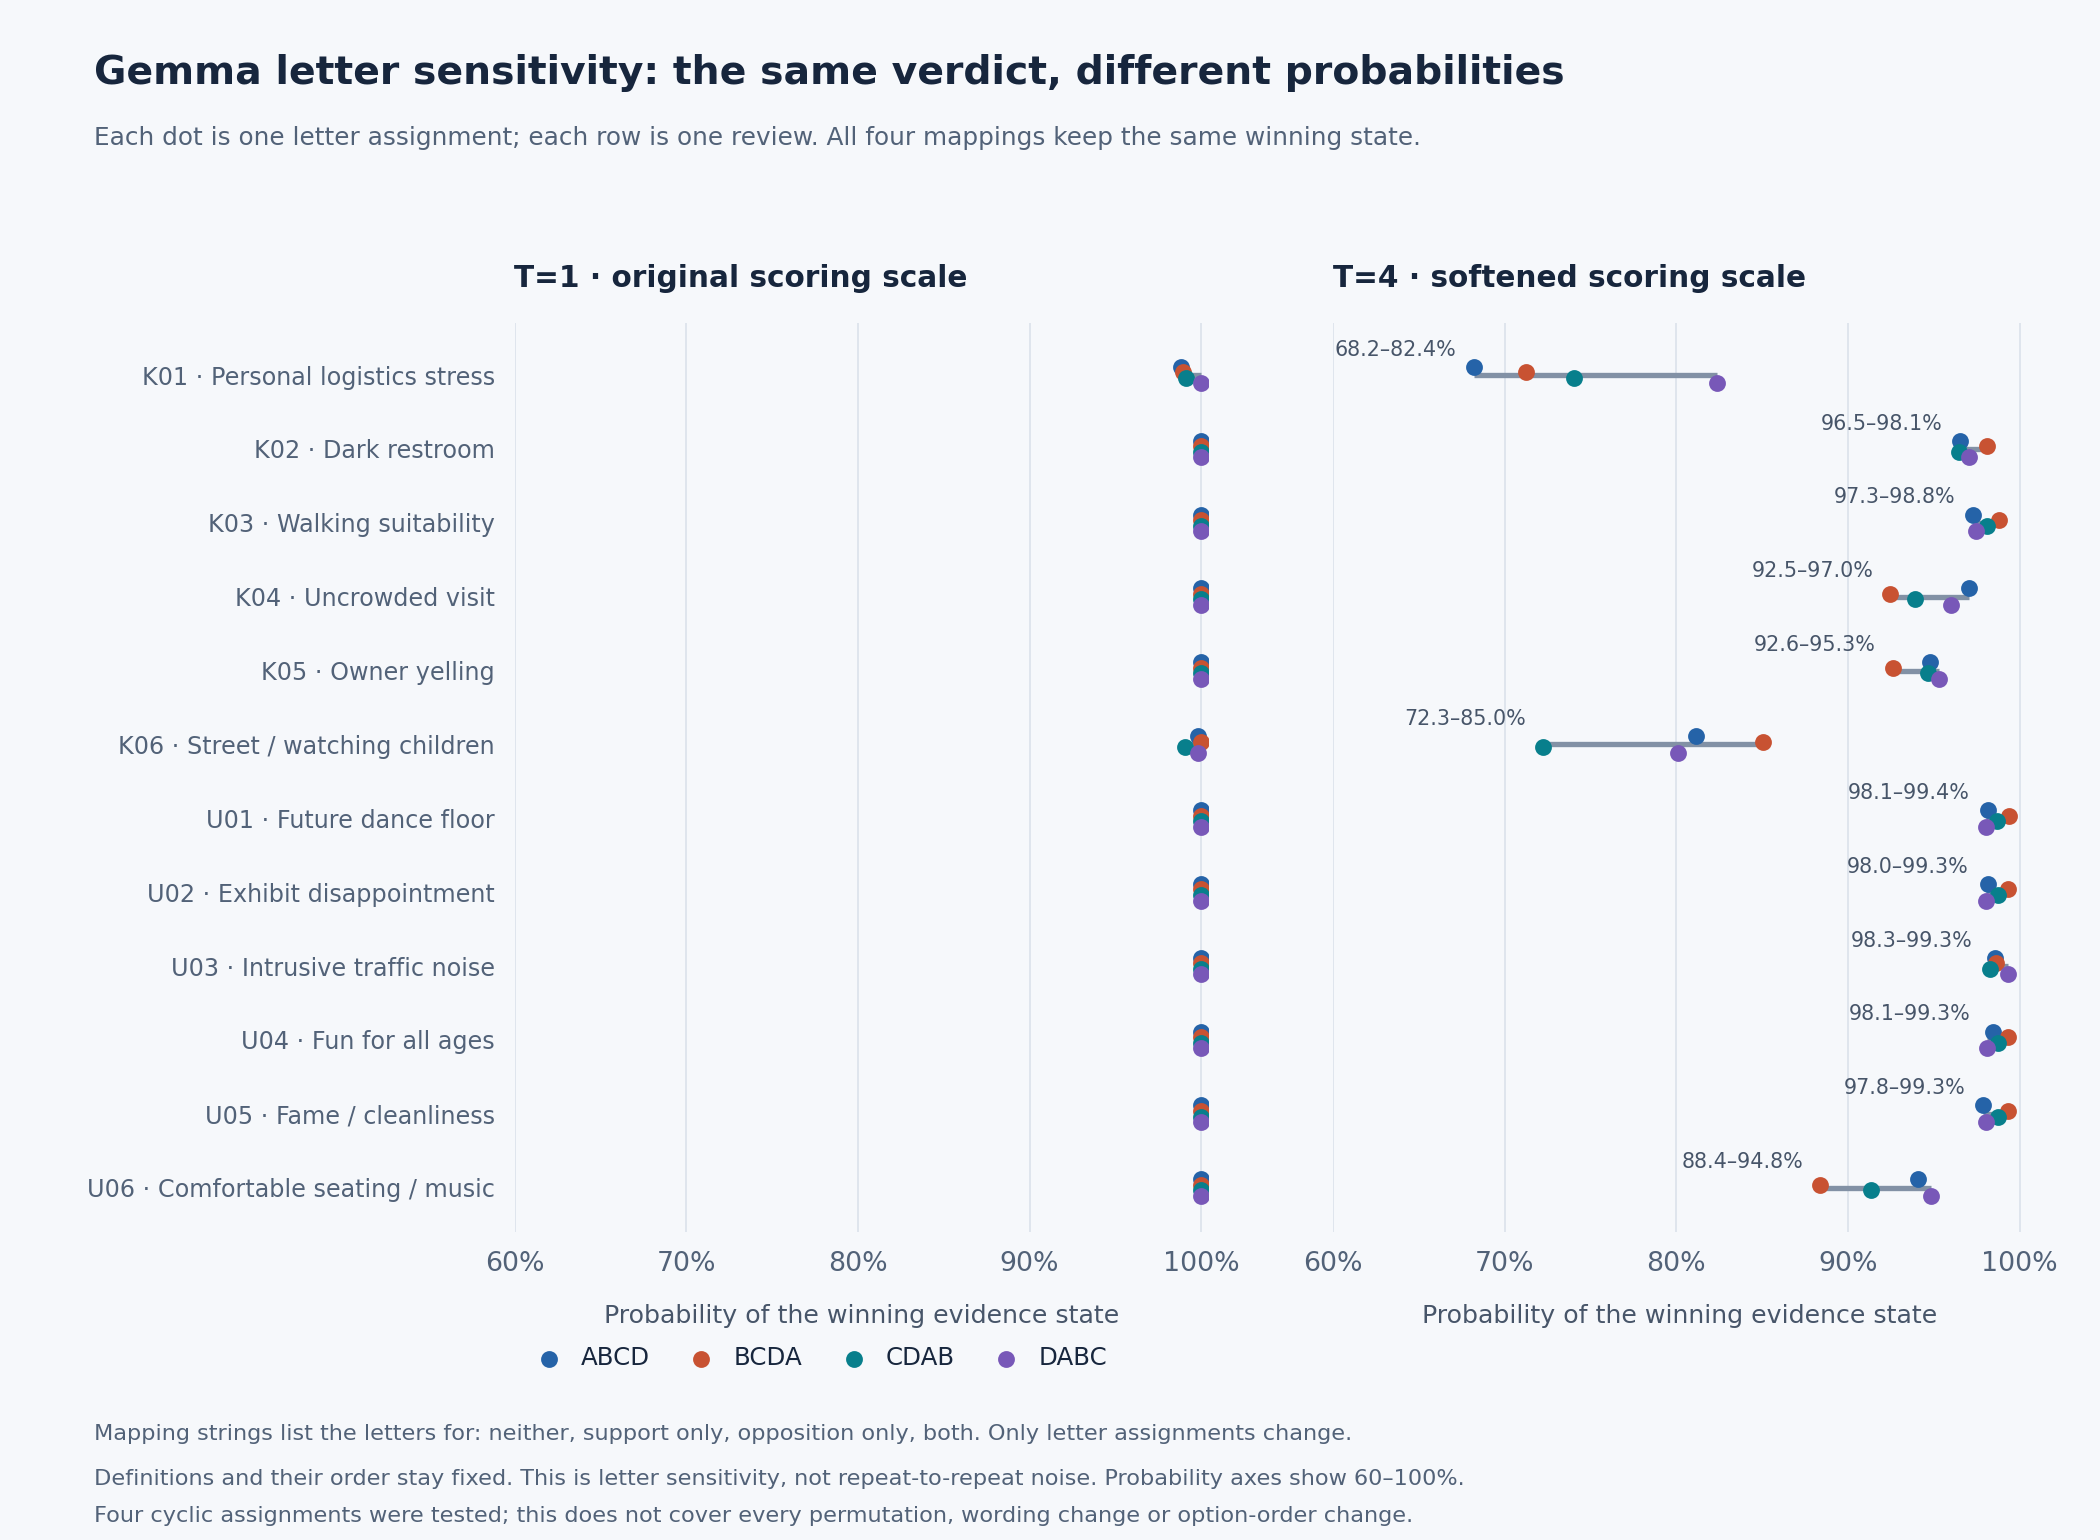 Gemma letter sensitivity: the same verdict, different probabilities
Each dot is one letter assignment; each row is one review. All four mappings keep the same winning state.
T=1 · original scoring scale
T=4 · softened scoring scale
68.2–82.4%
K01 · Personal logistics stress
96.5–98.1%
K02 · Dark restroom
97.3–98.8%
K03 · Walking suitability
92.5–97.0%
K04 · Uncrowded visit
92.6–95.3%
K05 · Owner yelling
72.3–85.0%
K06 · Street / watching children
98.1–99.4%
U01 · Future dance floor
98.0–99.3%
U02 · Exhibit disappointment
98.3–99.3%
U03 · Intrusive traffic noise
98.1–99.3%
U04 · Fun for all ages
97.8–99.3%
U05 · Fame / cleanliness
88.4–94.8%
U06 · Comfortable seating / music
60% 70% 80% 90% 100% 60% 70% 80% 90% 100%
Probability of the winning evidence state
Probability of the winning evidence state
ABCD BCDA CDAB DABC
Mapping strings list the letters for: neither, support only, opposition only, both. Only letter assignments change.
Definitions and their order stay fixed. This is letter sensitivity, not repeat-to-repeat noise. Probability axes show 60–100%.
Four cyclic assignments were tested; this does not cover every permutation, wording change or option-order change.